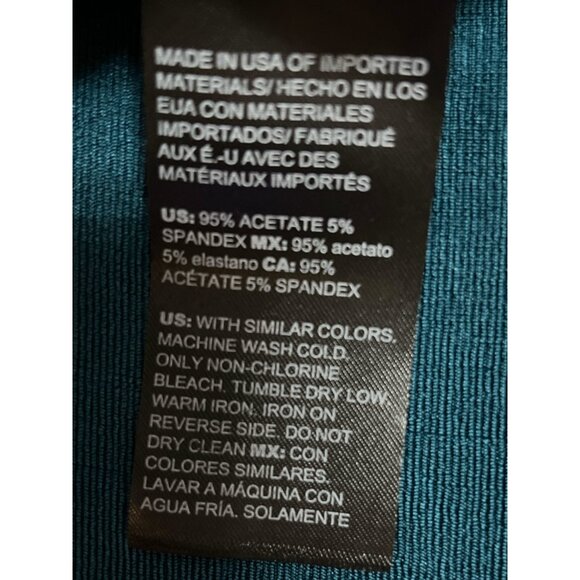 MADE IN USA OF IMPORTED
MATERIALS/ HECHO EN LOS
EUA CON MATERIALES
IMPORTADOS/ FABRIQUÉ
AUX É.-U AVEC DES
MATÉRIAUX IMPORTÉS
US: 95% ACETATE 5%
SPANDEX MX: 95% acetato
5% elastano CA: 95%
ACÉTATE 5% SPANDEX
US: WITH SIMILAR COLORS.
MACHINE WASH COLD.
ONLY NON-CHLORINE
BLEACH. TUMBLE DRY LOW.
WARM IRON. IRON ON
REVERSE SIDE. DO NOT
DRY CLEAN MX: CON
COLORES SIMILARES.
LAVAR A MÁQUINA CON
AGUA FRÍA. SOLAMENTE